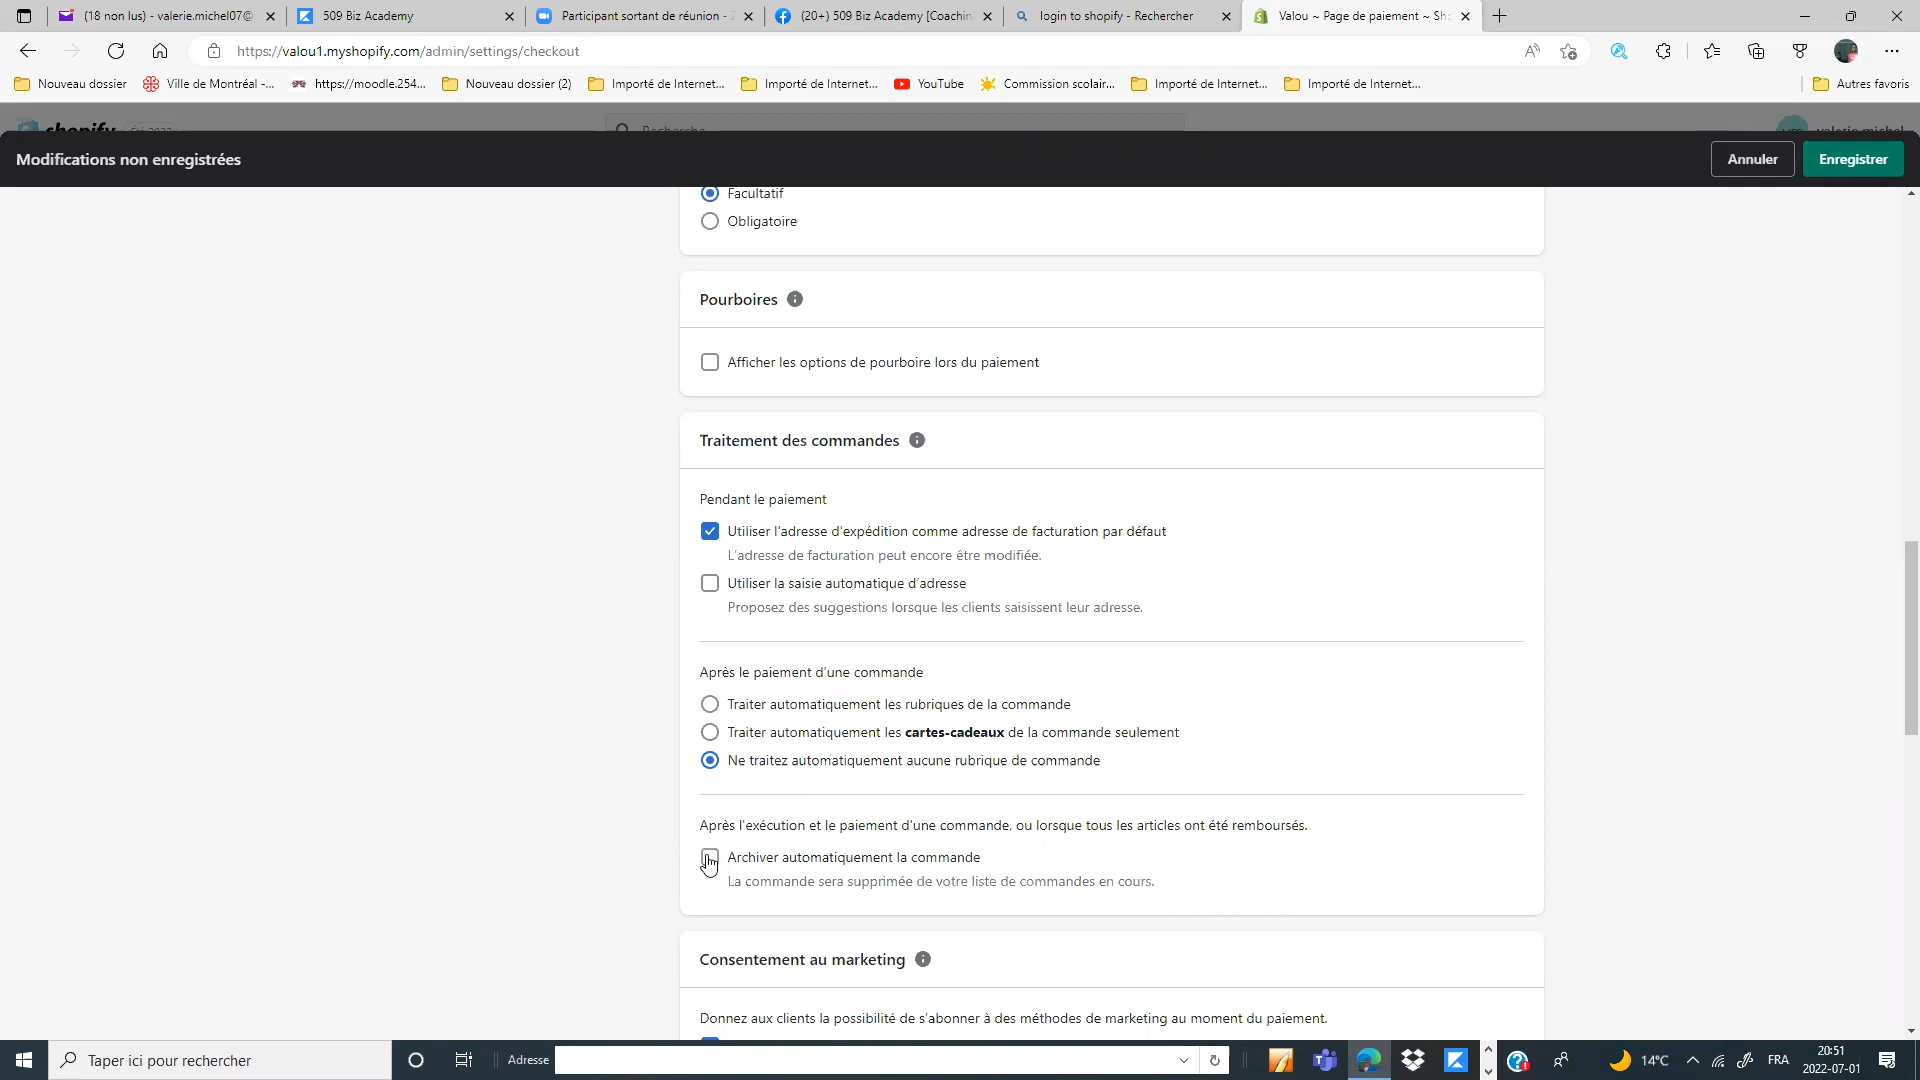 (18 non lus) - valerie.michel07@
509 Biz Academy
Participant sortant de réunion -
(20+) 509 Biz Academy [Coachin
login to shopify - Rechercher
Valou ~ Page de paiement ~ Sho
https://valou1.myshopify.com/admin/settings/checkout
Nouveau dossier
Ville de Montréal -...
https://moodle.254...
Nouveau dossier (2)
Importé de Internet...
Importé de Internet...
YouTube
Commission scolair...
Importé de Internet...
Importé de Internet...
Autres favoris
shopify
Recherche
valerie michel
Modifications non enregistrées
Annuler
Enregistrer
Facultatif
Obligatoire
Pourboires
Afficher les options de pourboire lors du paiement
Traitement des commandes
Pendant le paiement
Utiliser l'adresse d'expédition comme adresse de facturation par défaut
L'adresse de facturation peut encore être modifiée.
Utiliser la saisie automatique d'adresse
Proposez des suggestions lorsque les clients saisissent leur adresse.
Après le paiement d'une commande
Traiter automatiquement les rubriques de la commande
Traiter automatiquement les cartes-cadeaux de la commande seulement
Ne traitez automatiquement aucune rubrique de commande
Après l'exécution et le paiement d'une commande, ou lorsque tous les articles ont été remboursés.
Archiver automatiquement la commande
La commande sera supprimée de votre liste de commandes en cours.
Consentement au marketing
Donnez aux clients la possibilité de s'abonner à des méthodes de marketing au moment du paiement.
Taper ici pour rechercher
Adresse
14°C
FRA
20:51
2022-07-01